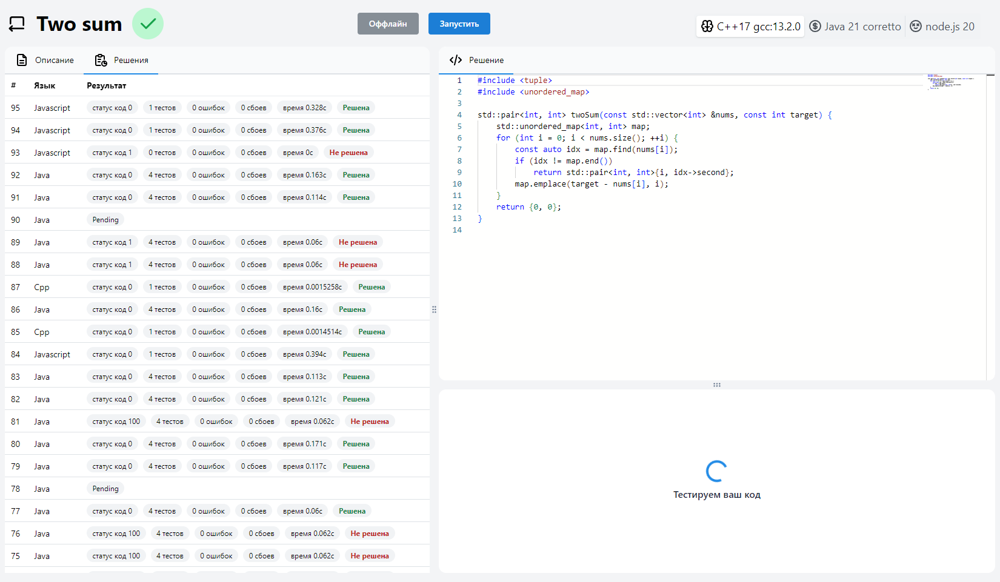 Two sum
Оффлайн
Запустить
C++17 gcc:13.2.0
Java 21 corretto
node.js 20
Описание
Решения
# Язык Результат
95 Javascript статус код 0 1 тестов 0 ошибок 0 сбоев время 0.328с Решена
94 Javascript статус код 0 1 тестов 0 ошибок 0 сбоев время 0.376с Решена
93 Javascript статус код 1 0 тестов 0 ошибок 0 сбоев время 0с Не решена
92 Java статус код 0 4 тестов 0 ошибок 0 сбоев время 0.163с Решена
91 Java статус код 0 4 тестов 0 ошибок 0 сбоев время 0.114с Решена
90 Java Pending
89 Java статус код 1 4 тестов 0 ошибок 0 сбоев время 0.06с Не решена
88 Java статус код 1 4 тестов 0 ошибок 0 сбоев время 0.06с Не решена
87 Cpp статус код 0 1 тестов 0 ошибок 0 сбоев время 0.0015258с Решена
86 Java статус код 0 4 тестов 0 ошибок 0 сбоев время 0.16с Решена
85 Cpp статус код 0 1 тестов 0 ошибок 0 сбоев время 0.0014514с Решена
84 Javascript статус код 0 1 тестов 0 ошибок 0 сбоев время 0.394с Решена
83 Java статус код 0 4 тестов 0 ошибок 0 сбоев время 0.113с Решена
82 Java статус код 0 4 тестов 0 ошибок 0 сбоев время 0.121с Решена
81 Java статус код 100 4 тестов 0 ошибок 0 сбоев время 0.062с Не решена
80 Java статус код 0 4 тестов 0 ошибок 0 сбоев время 0.171с Решена
79 Java статус код 0 4 тестов 0 ошибок 0 сбоев время 0.117с Решена
78 Java Pending
77 Java статус код 0 4 тестов 0 ошибок 0 сбоев время 0.06с Решена
76 Java статус код 100 4 тестов 0 ошибок 0 сбоев время 0.062с Не решена
75 Java статус код 100 4 тестов 0 ошибок 0 сбоев время 0.062с Не решена
Решение
1 #include <tuple>
2 #include <unordered_map>
3
4 std::pair<int, int> twoSum(const std::vector<int> &nums, const int target) {
5 std::unordered_map<int, int> map;
6 for (int i = 0; i < nums.size(); ++i) {
7 const auto idx = map.find(nums[i]);
8 if (idx != map.end())
9 return std::pair<int, int>{i, idx->second};
10 map.emplace(target - nums[i], i);
11 }
12 return {0, 0};
13 }
14
Тестируем ваш код